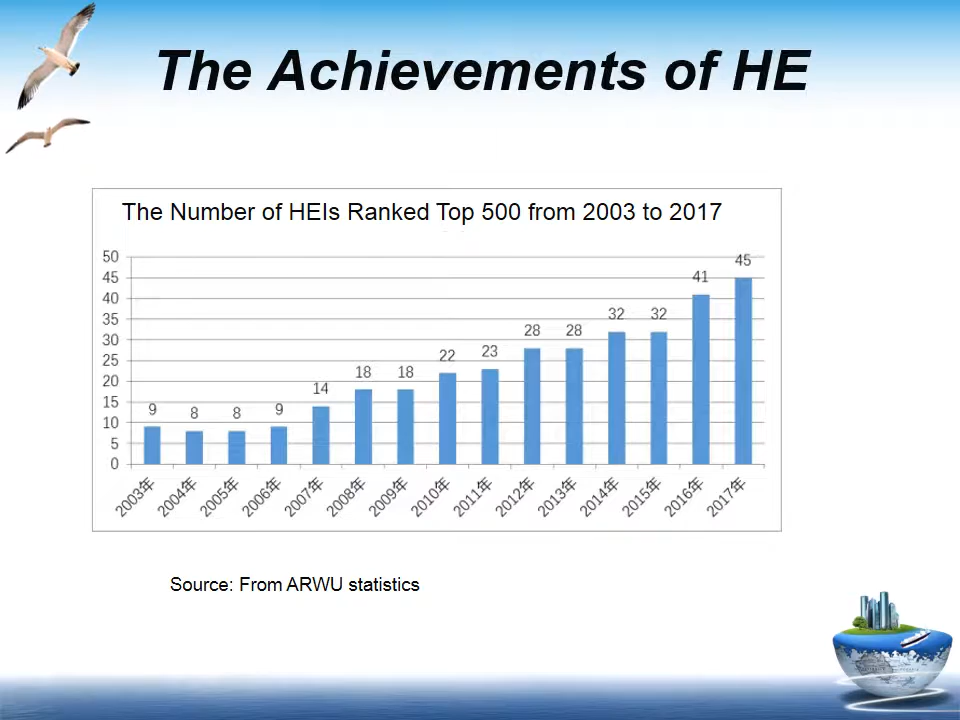 The Achievements of HE
The Number of HEIs Ranked Top 500 from 2003 to 2017
50
45
40
35
30
25
20
15
10
5
0
9
8
8
9
14
18
18
22
23
28
28
32
32
41
45
2003年
2004年
2005年
2006年
2007年
2008年
2009年
2010年
2011年
2012年
2013年
2014年
2015年
2016年
2017年
Source: From ARWU statistics